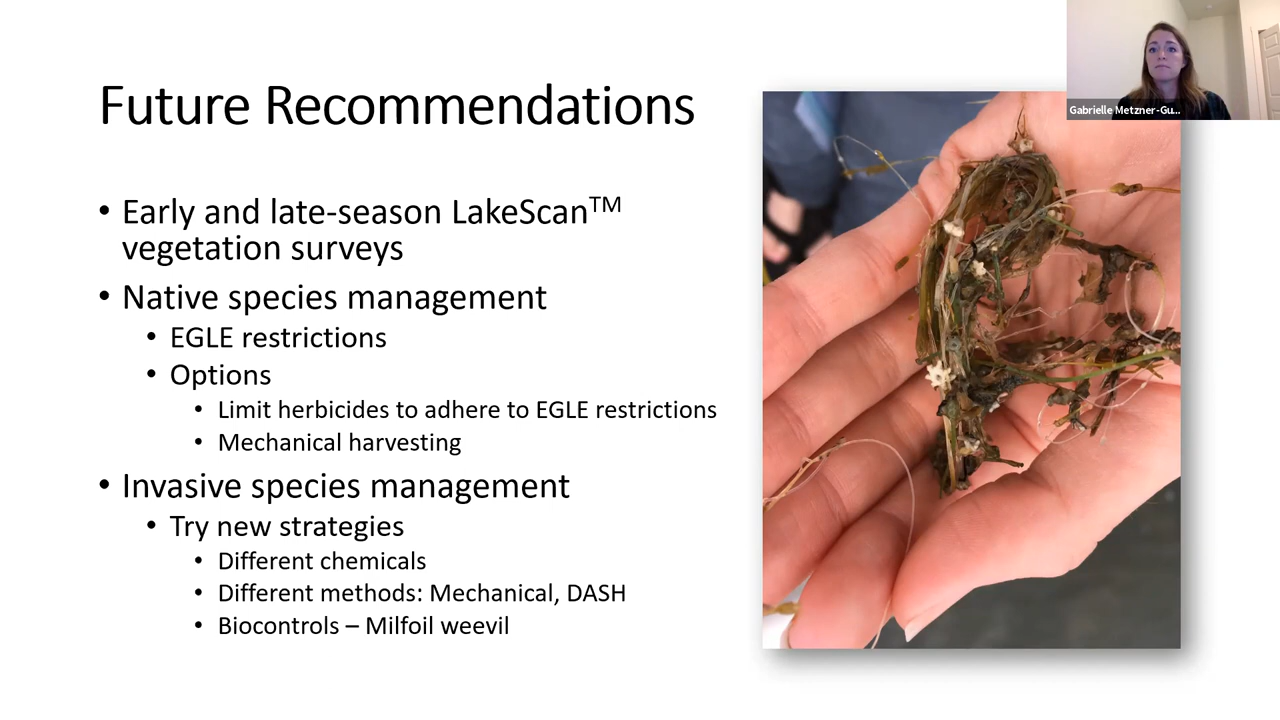 Gabrielle Metzner-Gu...
Future Recommendations
• Early and late-season LakeScan™
vegetation surveys
• Native species management
• EGLE restrictions
• Options
• Limit herbicides to adhere to EGLE restrictions
• Mechanical harvesting
• Invasive species management
• Try new strategies
• Different chemicals
• Different methods: Mechanical, DASH
• Biocontrols – Milfoil weevil